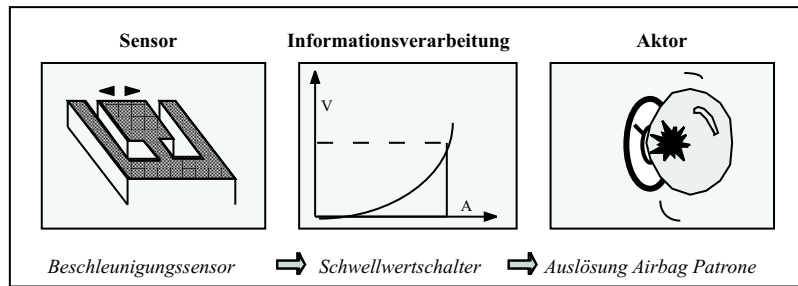 Sensor Informationsverarbeitung Aktor
V
A
Beschleunigungssensor Schwellwertschalter Auslösung Airbag Patrone